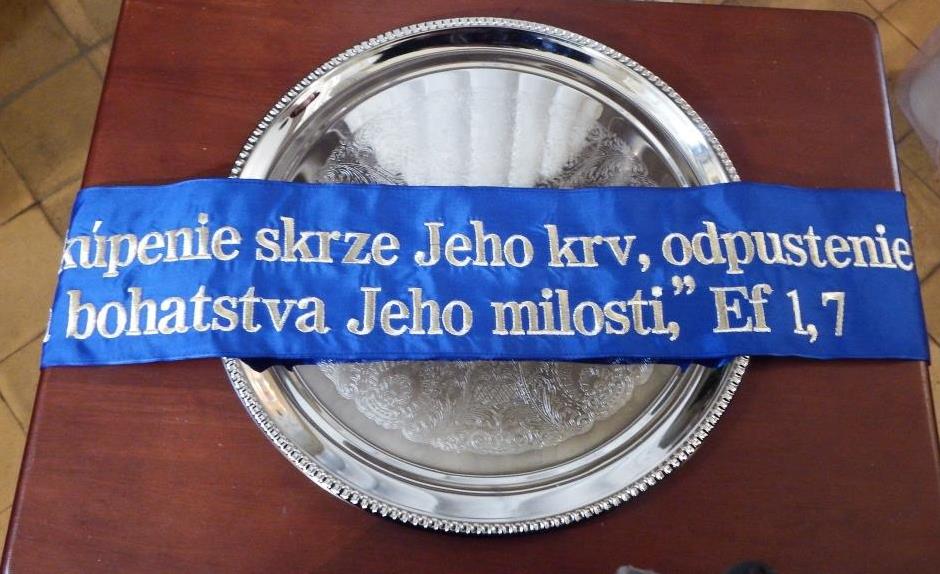 kúpenie skrze Jeho krv, odpustenie
bohatstva Jeho milosti,” Ef 1,7